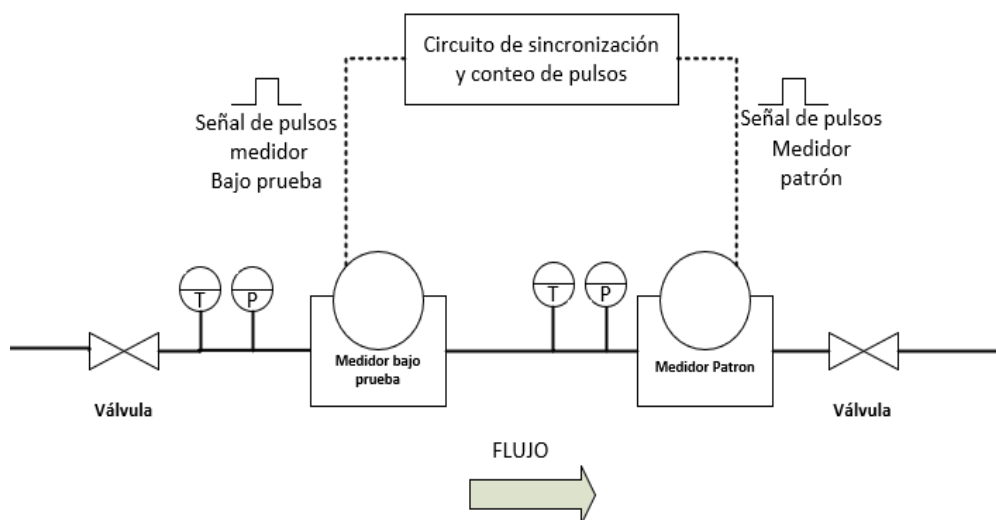 Circuito de sincronización
y conteo de pulsos
Señal de pulsos
medidor
Bajo prueba
Señal de pulsos
Medidor
patrón
T
P
T
P
Medidor bajo
prueba
Medidor Patron
Válvula
Válvula
FLUJO